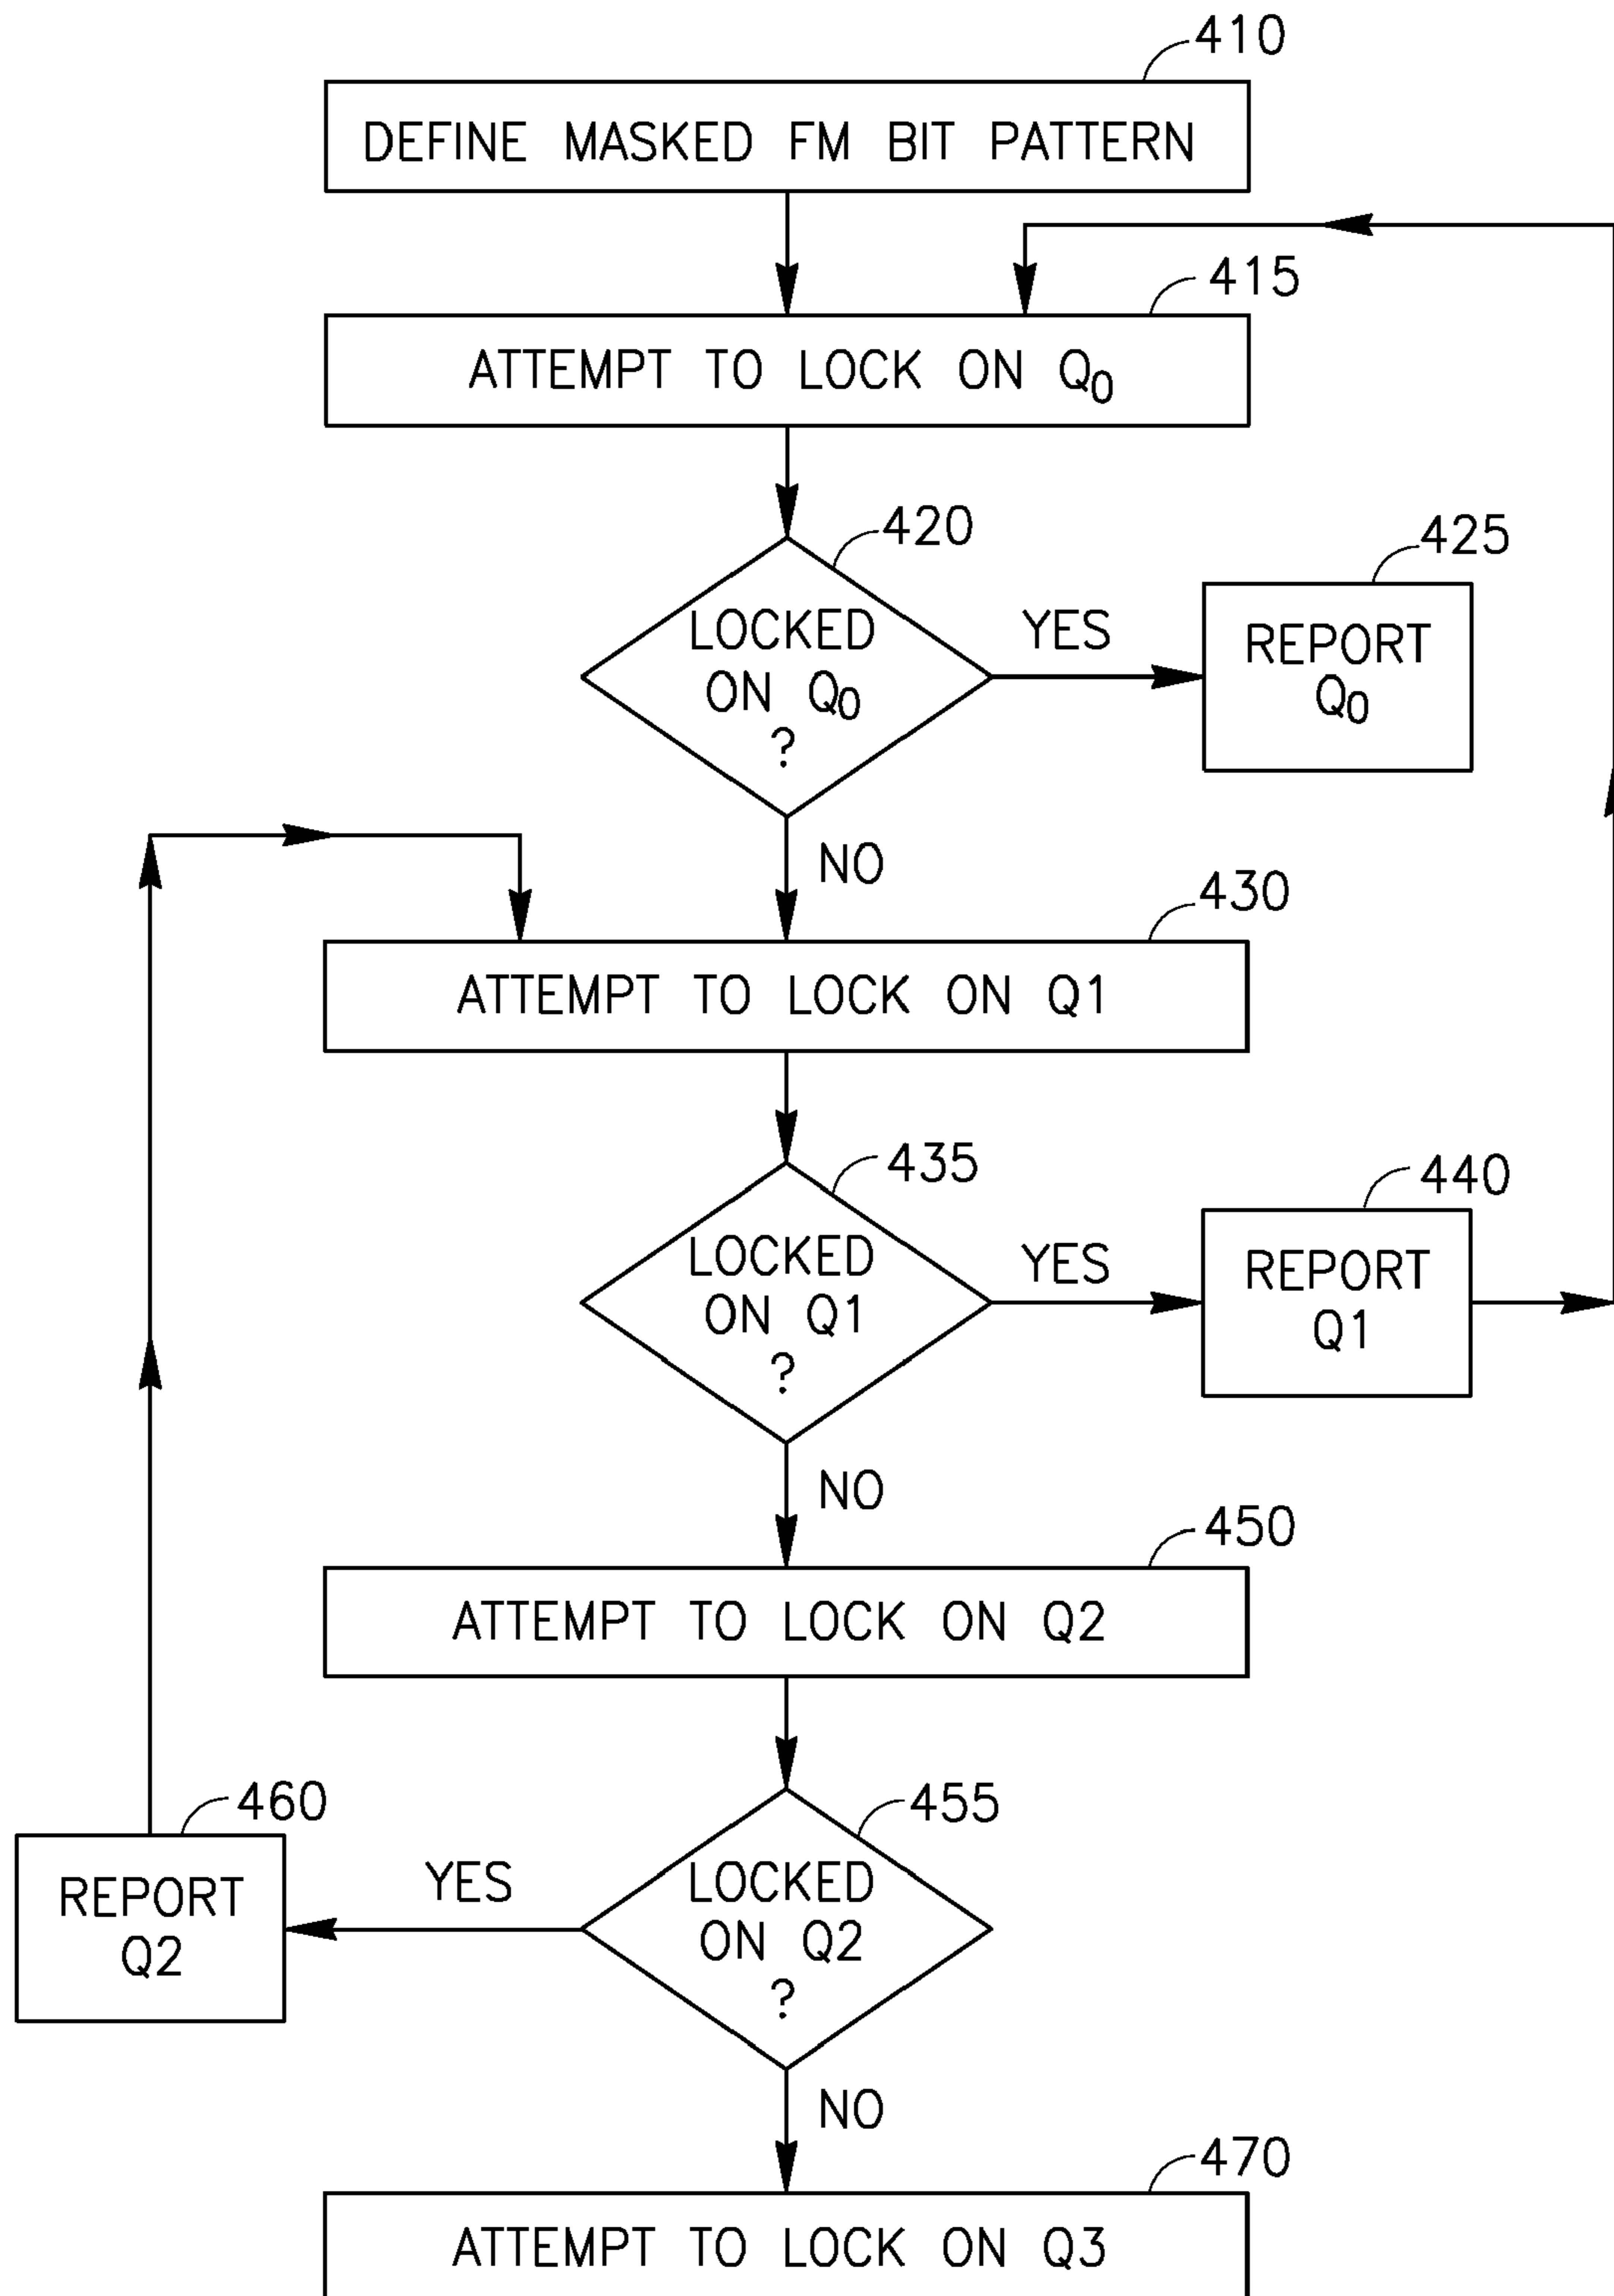 410
DEFINE MASKED FM BIT PATTERN
415
ATTEMPT TO LOCK ON Q0
420
LOCKED
ON Q0
?
YES
425
REPORT
Q0
NO
430
ATTEMPT TO LOCK ON Q1
435
LOCKED
ON Q1
?
YES
440
REPORT
Q1
NO
450
ATTEMPT TO LOCK ON Q2
455
LOCKED
ON Q2
?
YES
460
REPORT
Q2
NO
470
ATTEMPT TO LOCK ON Q3